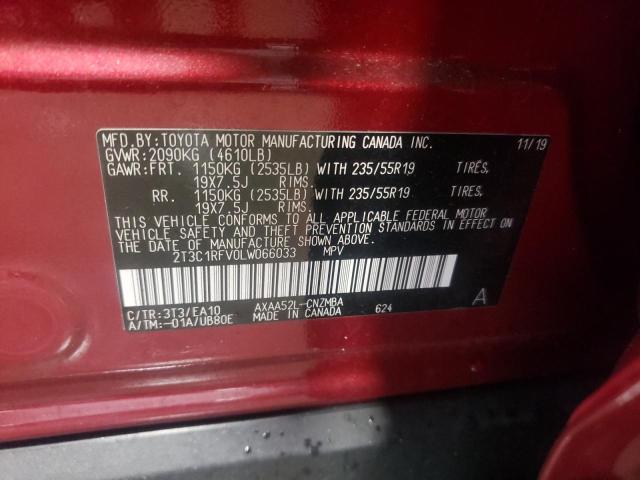 MFD.BY:TOYOTA MOTOR MANUFACTURING CANADA INC. 11/19
GVWR:2090KG (4610LB)
GAWR:FRT. 1150KG (2535LB) WITH 235/55R19 TIRES,
19X7.5J RIMS.
RR. 1150KG (2535LB) WITH 235/55R19 TIRES,
19X7.5J RIMS.
THIS VEHICLE CONFORMS TO ALL APPLICABLE FEDERAL MOTOR
VEHICLE SAFETY AND THEFT PREVENTION STANDARDS IN EFFECT ON
THE DATE OF MANUFACTURE SHOWN ABOVE.
2T3C1RFV0LW066033 MPV
C/TR:3T3/EA10 AXAA52L-CNZMBA 624 A
A/TM:-01A/UB80E MADE IN CANADA